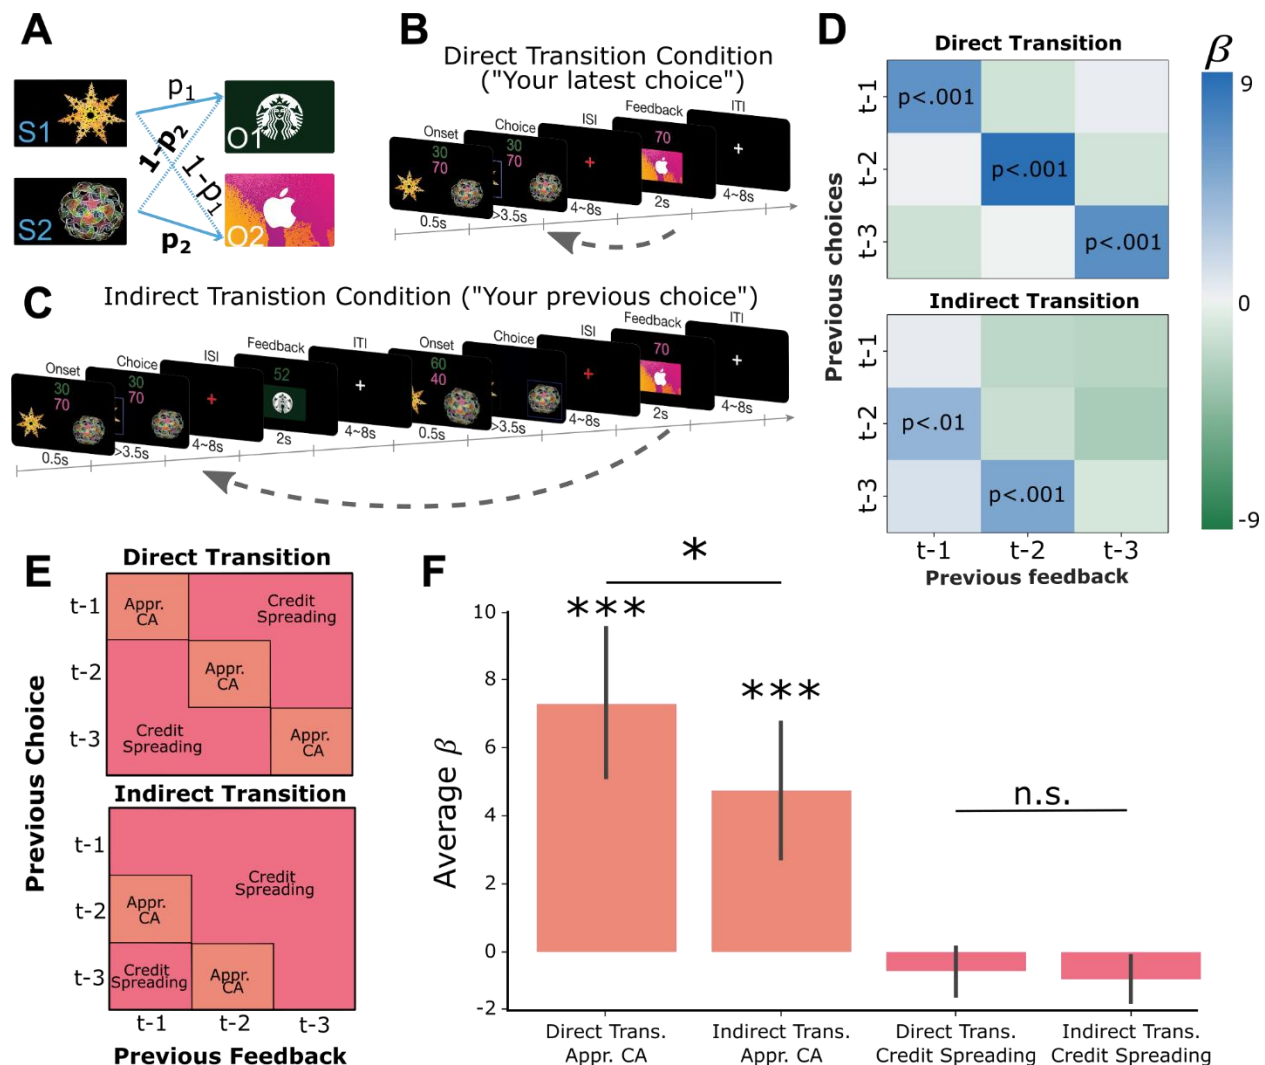 A
S1
S2
p1
1-p2
1-p1
p2
O1
O2
B
Direct Transition Condition
("Your latest choice")
Onset
Choice
ISI
Feedback
ITI
30
70
30
70
+
70
+
0.5s
>3.5s
4~8s
2s
4~8s
C
Indirect Tranistion Condition ("Your previous choice")
Onset
Choice
ISI
Feedback
ITI
Onset
Choice
ISI
Feedback
ITI
30
70
30
70
+
52
+
60
40
+
70
+
0.5s
>3.5s
4~8s
2s
4~8s
0.5s
>3.5s
4~8s
2s
4~8s
D
Direct Transition
β
9
0
-9
Previous choices
t-1
t-2
t-3
p<.001
p<.001
p<.001
Indirect Transition
t-1
t-2
t-3
p<.01
p<.001
t-1
t-2
t-3
Previous feedback
E
Direct Transition
Previous Choice
t-1
t-2
t-3
Appr.
CA
Credit
Spreading
Appr.
CA
Credit
Spreading
Appr.
CA
Indirect Transition
t-1
t-2
t-3
Credit
Spreading
Appr.
CA
Credit
Spreading
Appr.
CA
t-1
t-2
t-3
Previous Feedback
F
*
***
***
n.s.
Average β
10
8
6
4
2
0
-2
Direct Trans.
Appr. CA
Indirect Trans.
Appr. CA
Direct Trans.
Credit Spreading
Indirect Trans.
Credit Spreading